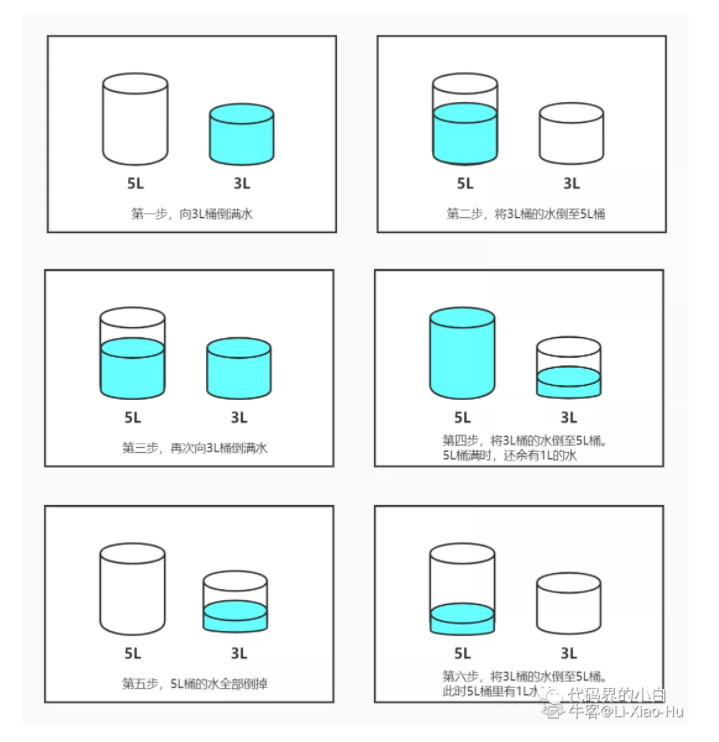 5L 3L
第一步，向3L桶倒满水
5L 3L
第二步，将3L桶的水倒至5L桶
5L 3L
第三步，再次向3L桶倒满水
5L 3L
第四步，将3L桶的水倒至5L桶。
5L桶满时，还余有1L的水
5L 3L
第五步，5L桶的水全部倒掉
5L 3L
第六步，将3L桶的水倒至5L桶。
此时5L桶里有1L水
代码界的小白
牛客@Li-Xiao-Hu